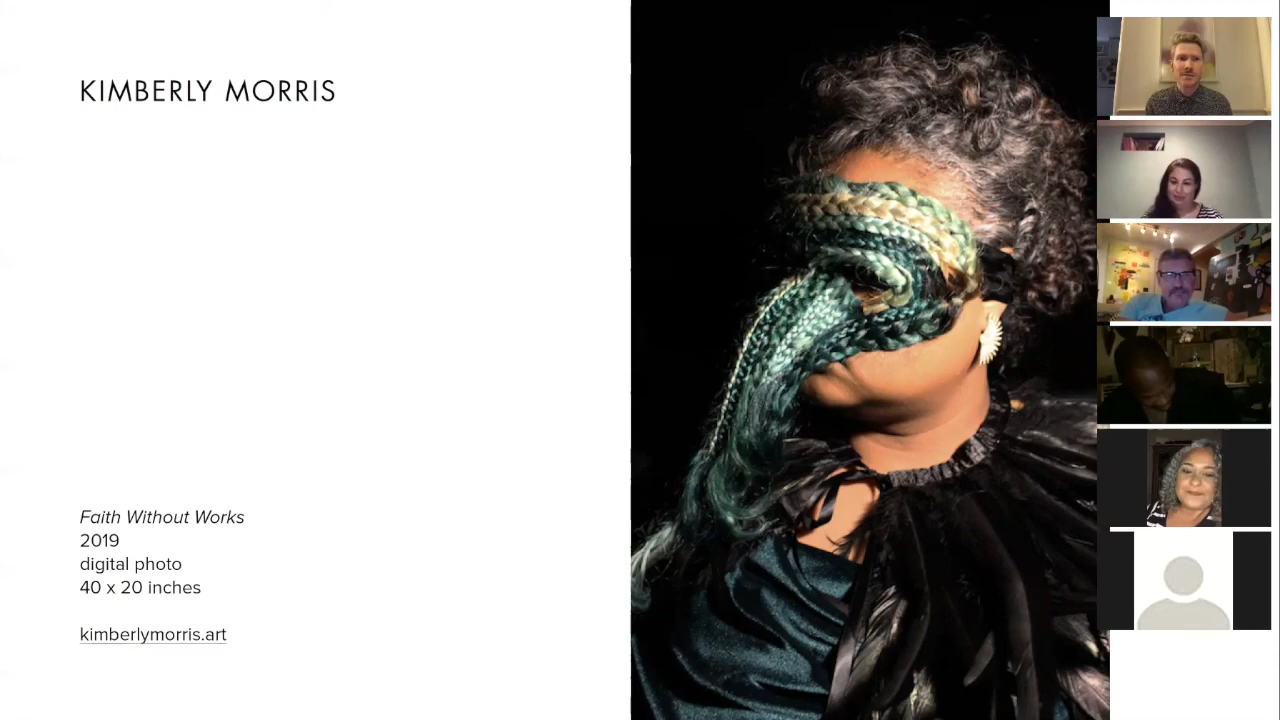 KIMBERLY MORRIS
Faith Without Works
2019
digital photo
40 x 20 inches
kimberlymorris.art